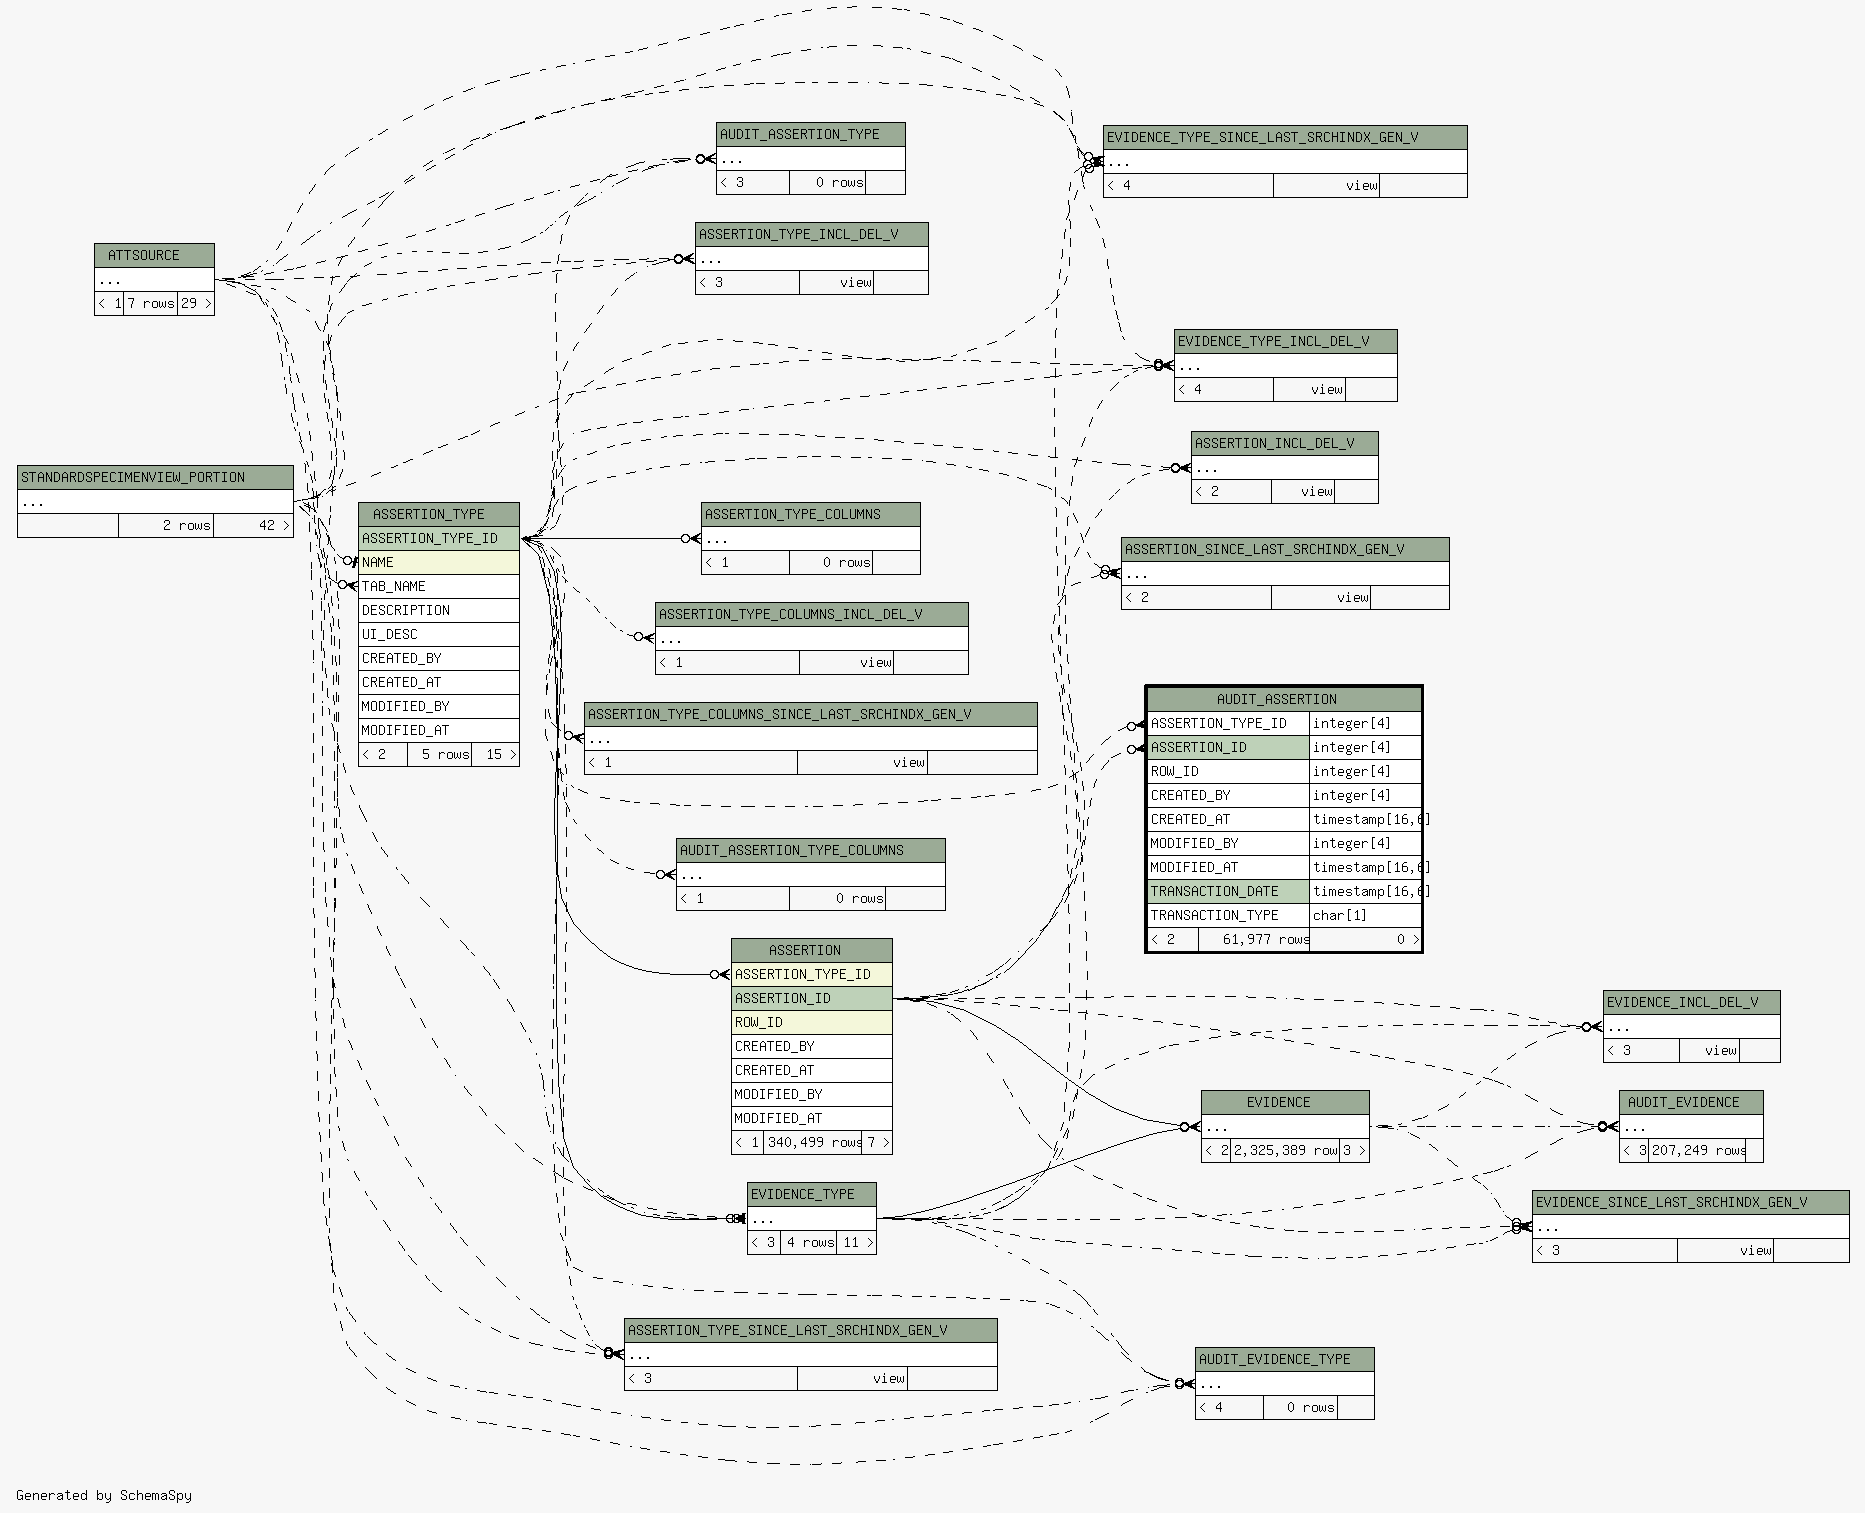 AUDIT_ASSERTION_TYPE
...
< 3 0 rows
EVIDENCE_TYPE_SINCE_LAST_SRCHINDX_GEN_V
...
< 4 view
ASSERTION_TYPE_INCL_DEL_V
...
< 3 view
ATTSOURCE
...
< 1 7 rows 29 >
EVIDENCE_TYPE_INCL_DEL_V
...
< 4 view
ASSERTION_INCL_DEL_V
...
< 2 view
STANDARDSPECIMENVIEW_PORTION
...
2 rows 42 >
ASSERTION_TYPE
ASSERTION_TYPE_ID
NAME
TAB_NAME
DESCRIPTION
UI_DESC
CREATED_BY
CREATED_AT
MODIFIED_BY
MODIFIED_AT
< 2 5 rows 15 >
ASSERTION_TYPE_COLUMNS
...
< 1 0 rows
ASSERTION_SINCE_LAST_SRCHINDX_GEN_V
...
< 2 view
ASSERTION_TYPE_COLUMNS_INCL_DEL_V
...
< 1 view
ASSERTION_TYPE_COLUMNS_SINCE_LAST_SRCHINDX_GEN_V
...
< 1 view
AUDIT_ASSERTION
ASSERTION_TYPE_ID integer[4]
ASSERTION_ID integer[4]
ROW_ID integer[4]
CREATED_BY integer[4]
CREATED_AT timestamp[16,6]
MODIFIED_BY integer[4]
MODIFIED_AT timestamp[16,6]
TRANSACTION_DATE timestamp[16,6]
TRANSACTION_TYPE char[1]
< 2 61,977 rows 0 >
AUDIT_ASSERTION_TYPE_COLUMNS
...
< 1 0 rows
ASSERTION
ASSERTION_TYPE_ID
ASSERTION_ID
ROW_ID
CREATED_BY
CREATED_AT
MODIFIED_BY
MODIFIED_AT
< 1 340,499 rows 7 >
EVIDENCE_INCL_DEL_V
...
< 3 view
EVIDENCE
...
< 2 2,325,389 row 3 >
AUDIT_EVIDENCE
...
< 3 207,249 rows
EVIDENCE_TYPE
...
< 3 4 rows 11 >
EVIDENCE_SINCE_LAST_SRCHINDX_GEN_V
...
< 3 view
ASSERTION_TYPE_SINCE_LAST_SRCHINDX_GEN_V
...
< 3 view
AUDIT_EVIDENCE_TYPE
...
< 4 0 rows
Generated by SchemaSpy